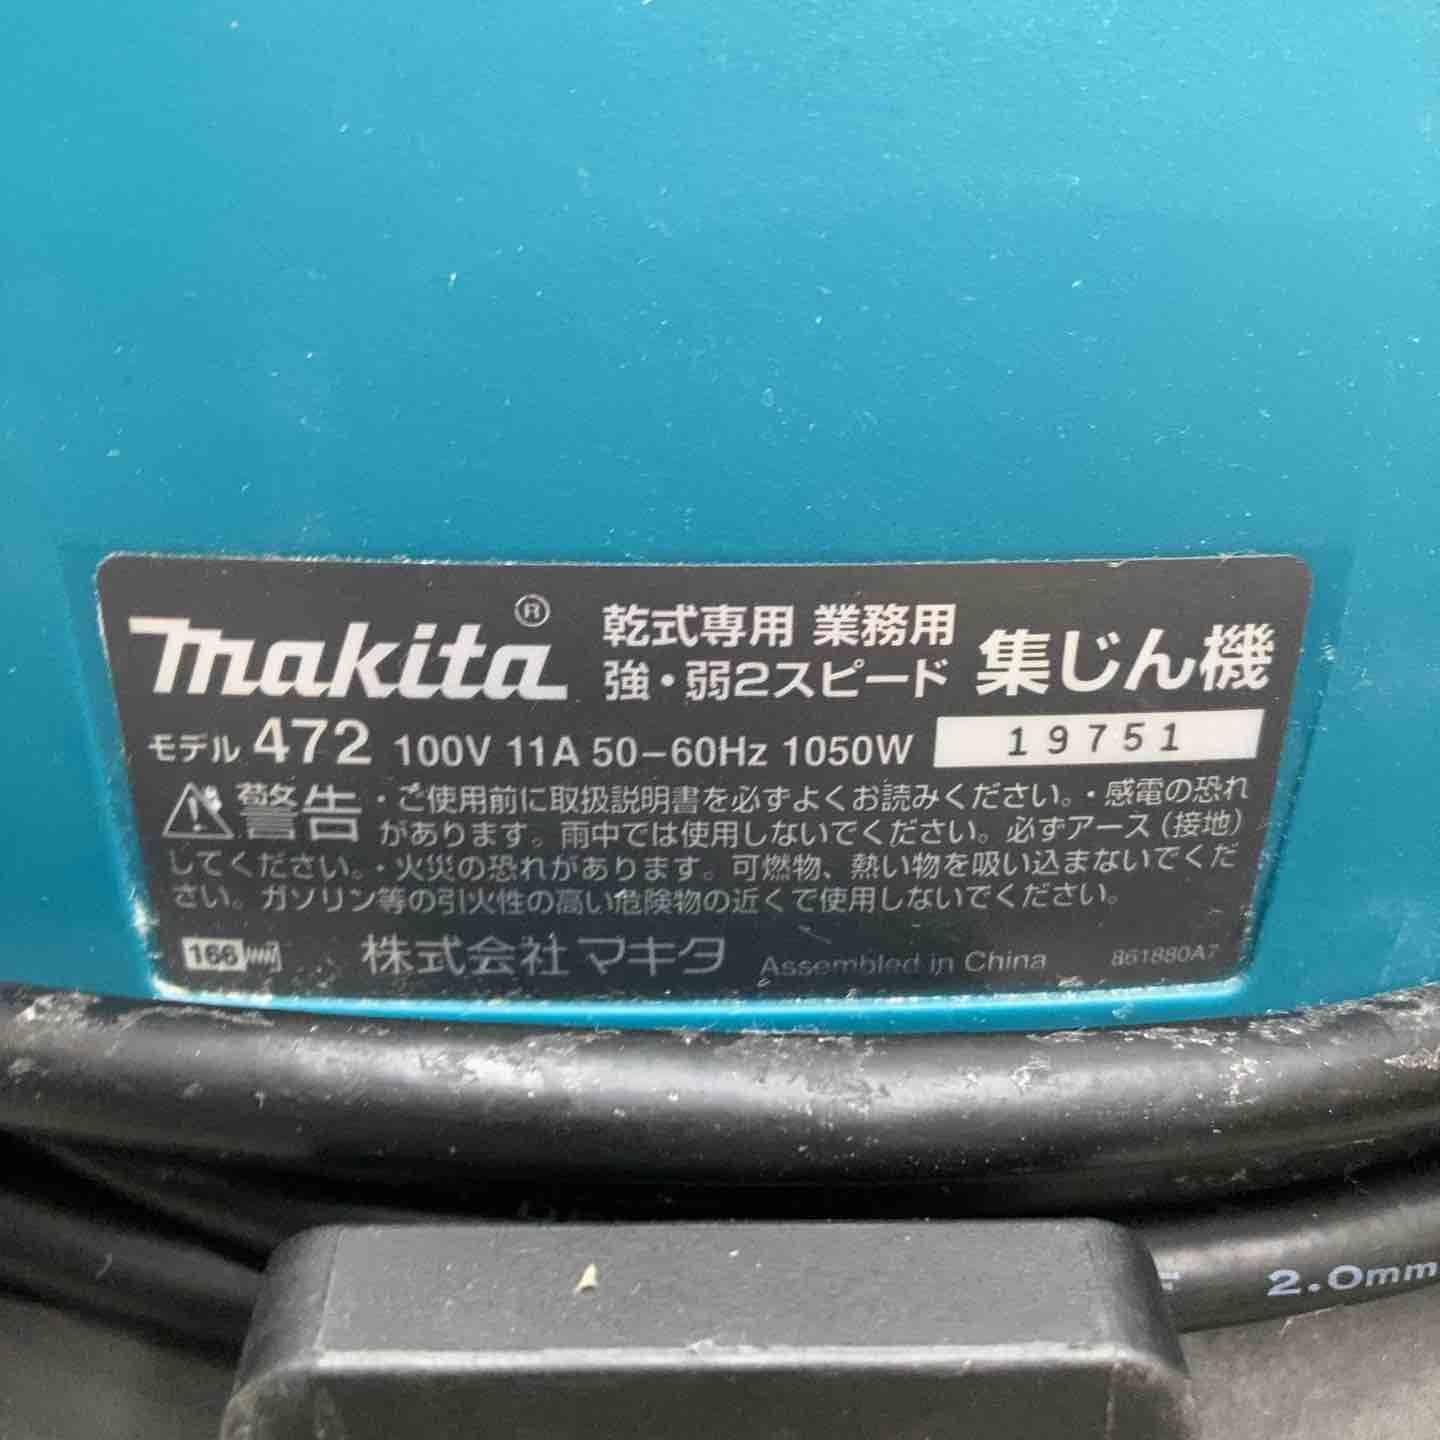 makita®
乾式専用 業務用
強・弱2スピード
集じん機
モデル 472 100V 11A 50-60Hz 1050W
19751
警告 ・ご使用前に取扱説明書を必ずよくお読みください。・感電の恐れ
があります。雨中では使用しないでください。必ずアース(接地)
してください。・火災の恐れがあります。可燃物、熱い物を吸い込まないでくだ
さい。ガソリン等の引火性の高い危険物の近くで使用しないでください。
166
株式会社マキタ
Assembled in China
861880A7
2.0mm